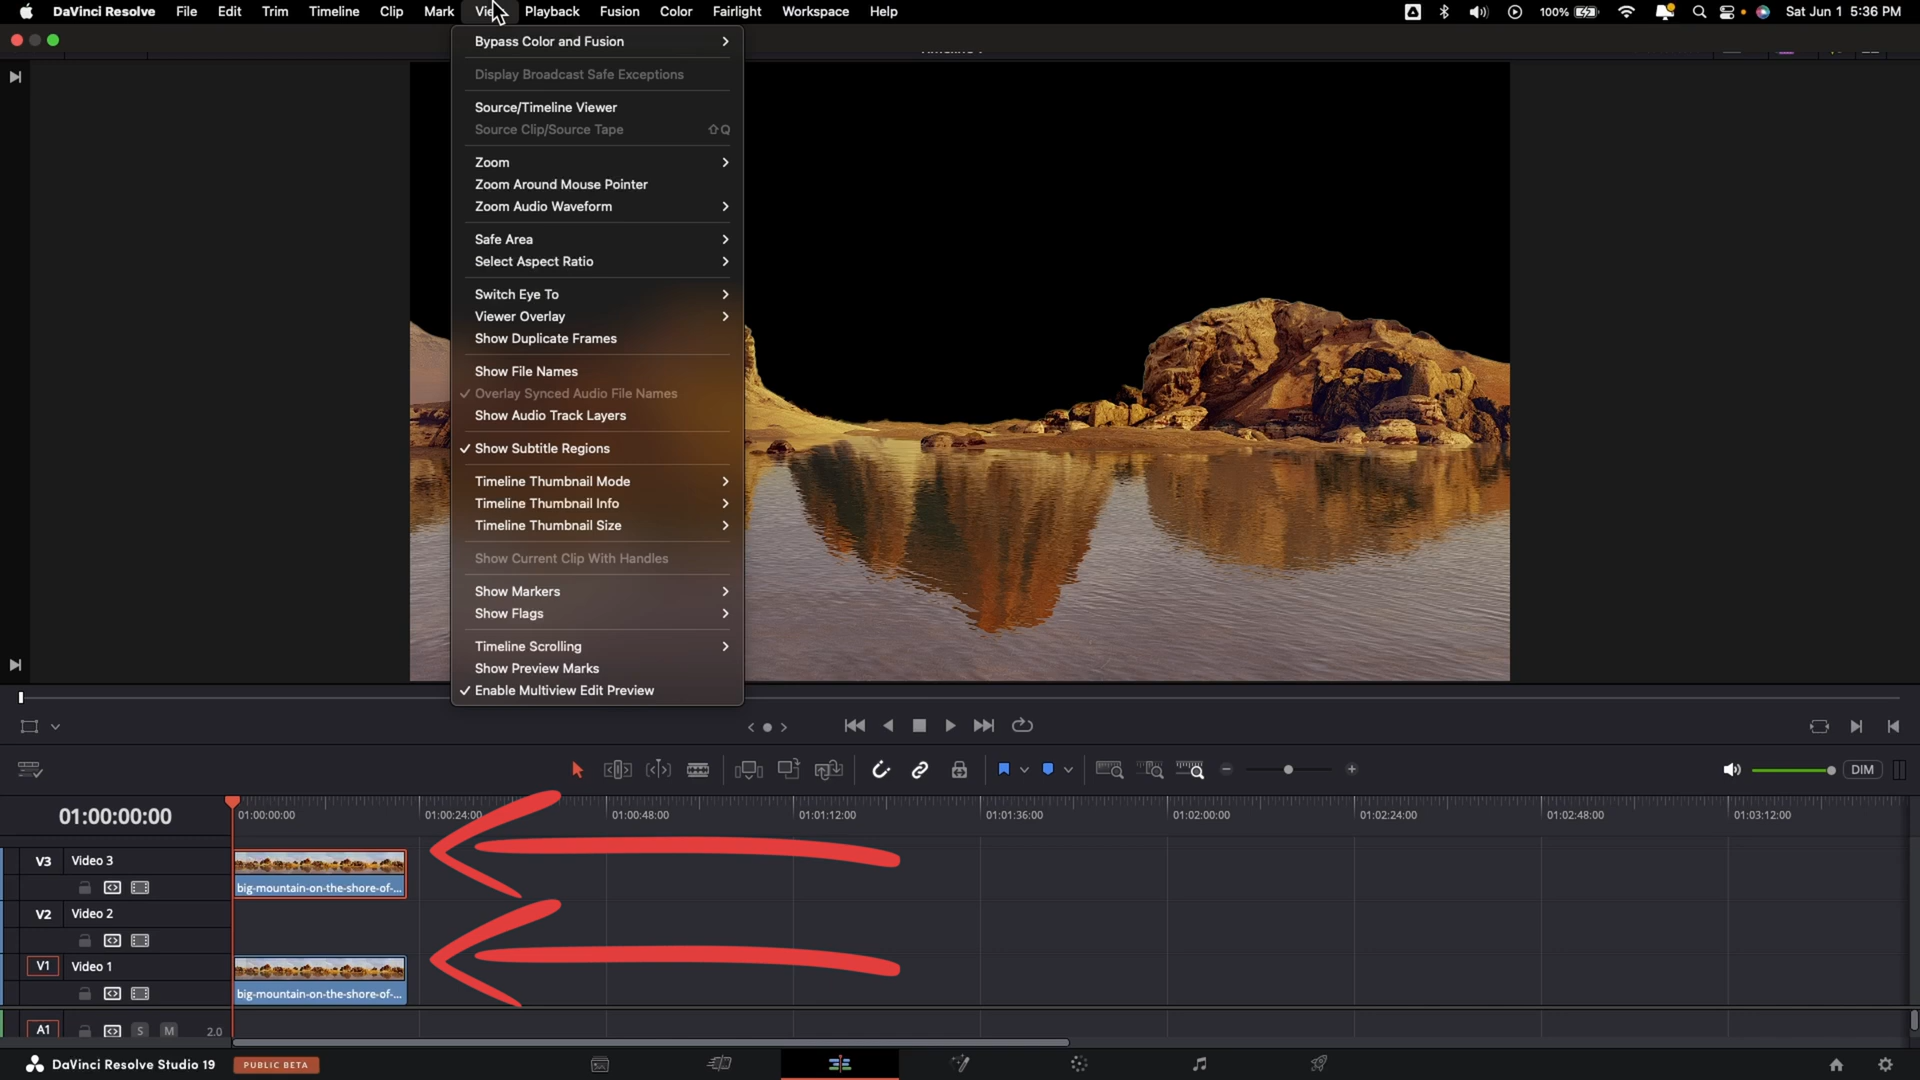 DaVinci Resolve File Edit Trim Timeline Clip Mark Playback Fusion Color Fairlight Workspace Help 100% Sat Jun 1 5:36 PM
Bypass Color and Fusion
Display Broadcast Safe Exceptions
Source/Timeline Viewer
Source Clip/Source Tape ⇧Q
Zoom
Zoom Around Mouse Pointer
Zoom Audio Waveform
Safe Area
Select Aspect Ratio
Switch Eye To
Viewer Overlay
Show Duplicate Frames
Show File Names
✓ Overlay Synced Audio File Names
Show Audio Track Layers
✓ Show Subtitle Regions
Timeline Thumbnail Mode
Timeline Thumbnail Info
Timeline Thumbnail Size
Show Current Clip With Handles
Show Markers
Show Flags
Timeline Scrolling
Show Preview Marks
✓ Enable Multiview Edit Preview
DIM
01:00:00:00 01:00:00:00 01:00:24:00 01:00:48:00 01:01:12:00 01:01:36:00 01:02:00:00 01:02:24:00 01:02:48:00 01:03:12:00
V3 Video 3
big-mountain-on-the-shore-of-...
V2 Video 2
V1 Video 1
big-mountain-on-the-shore-of-...
A1 S M 2.0
DaVinci Resolve Studio 19 PUBLIC BETA